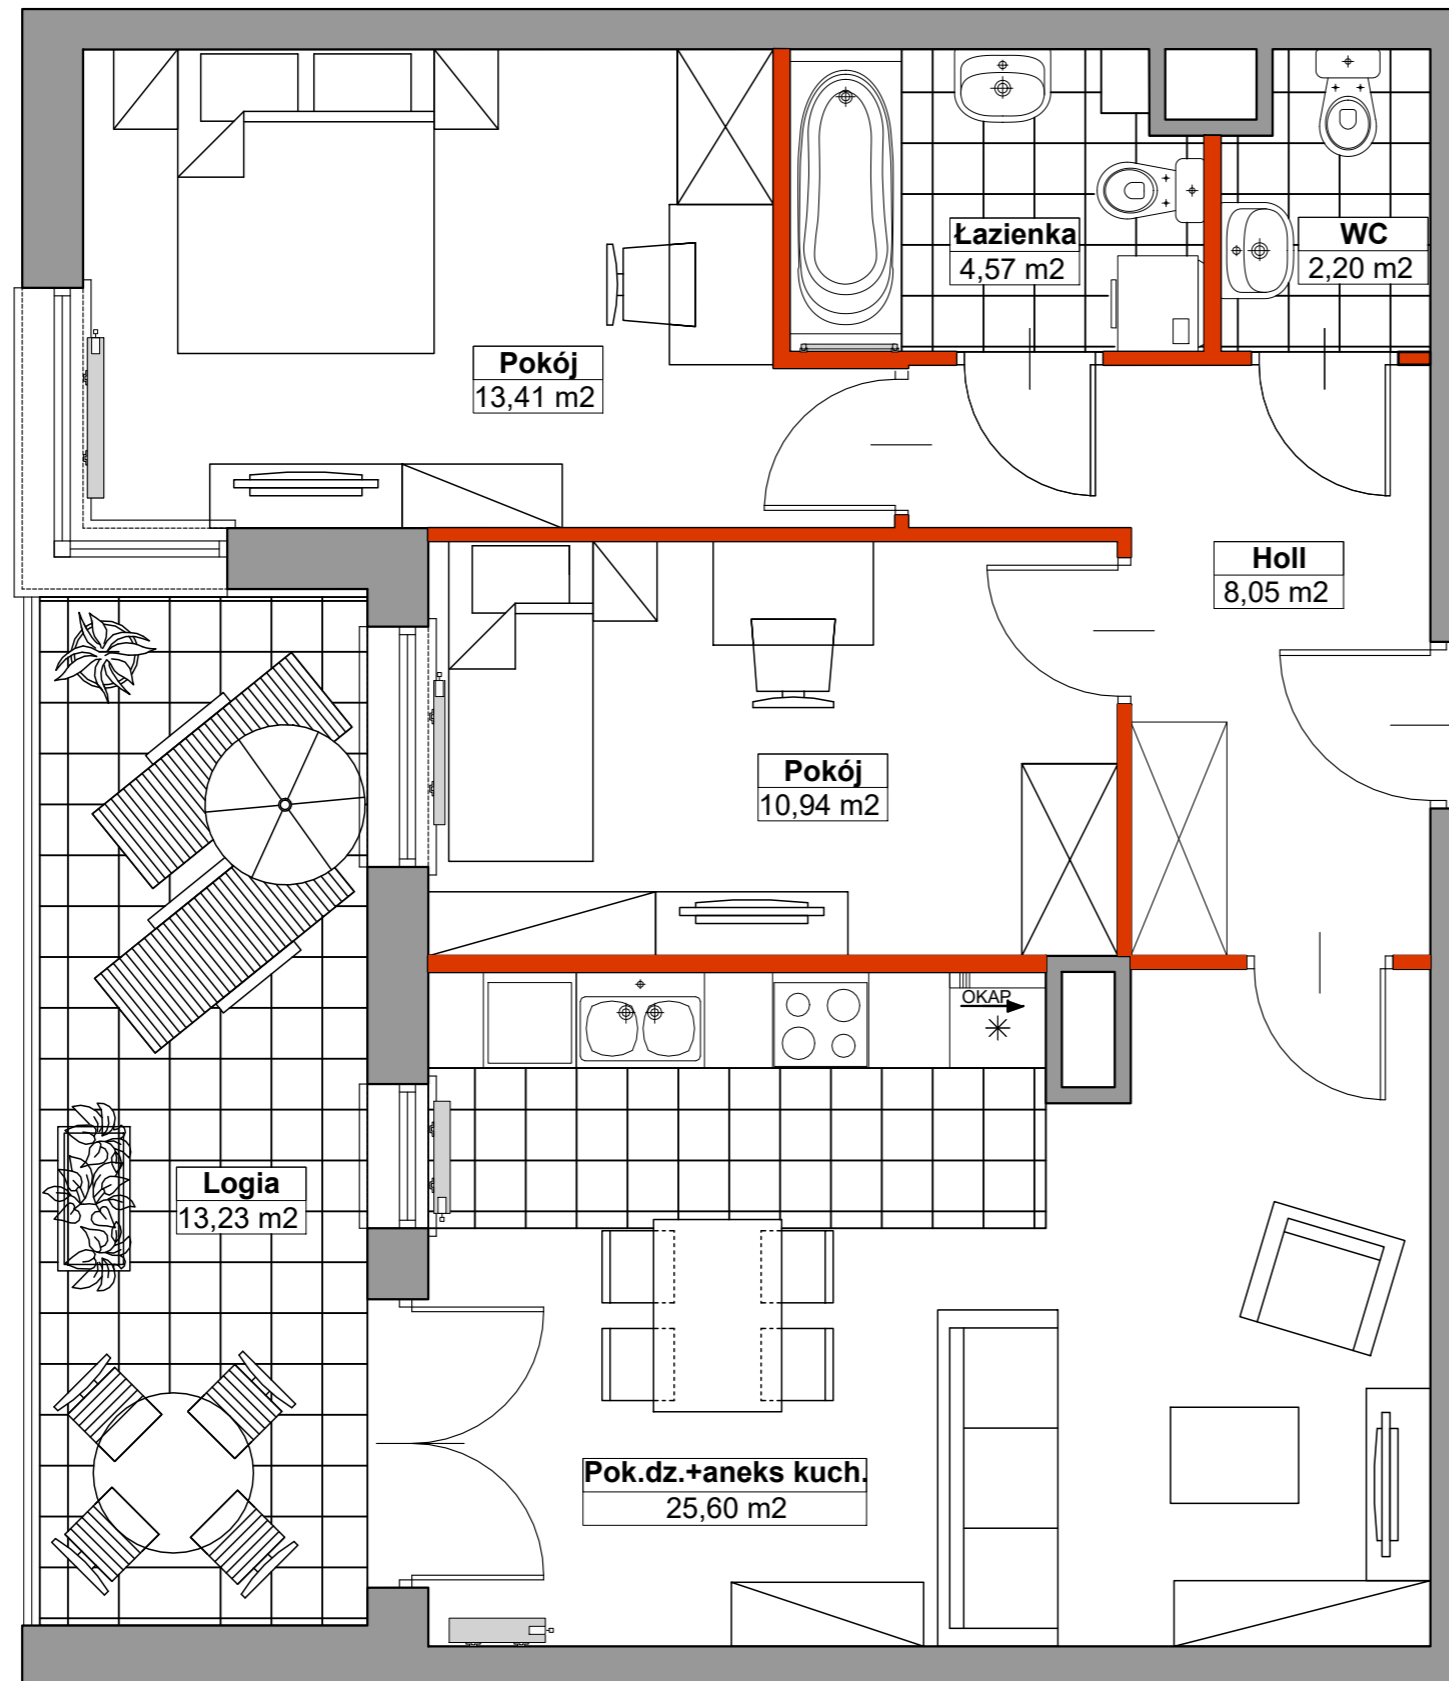 Łazienka
4,57 m2
WC
2,20 m2
Pokój
13,41 m2
Holl
8,05 m2
Pokój
10,94 m2
OKAP
Logia
13,23 m2
Pok.dz.+aneks kuch.
25,60 m2